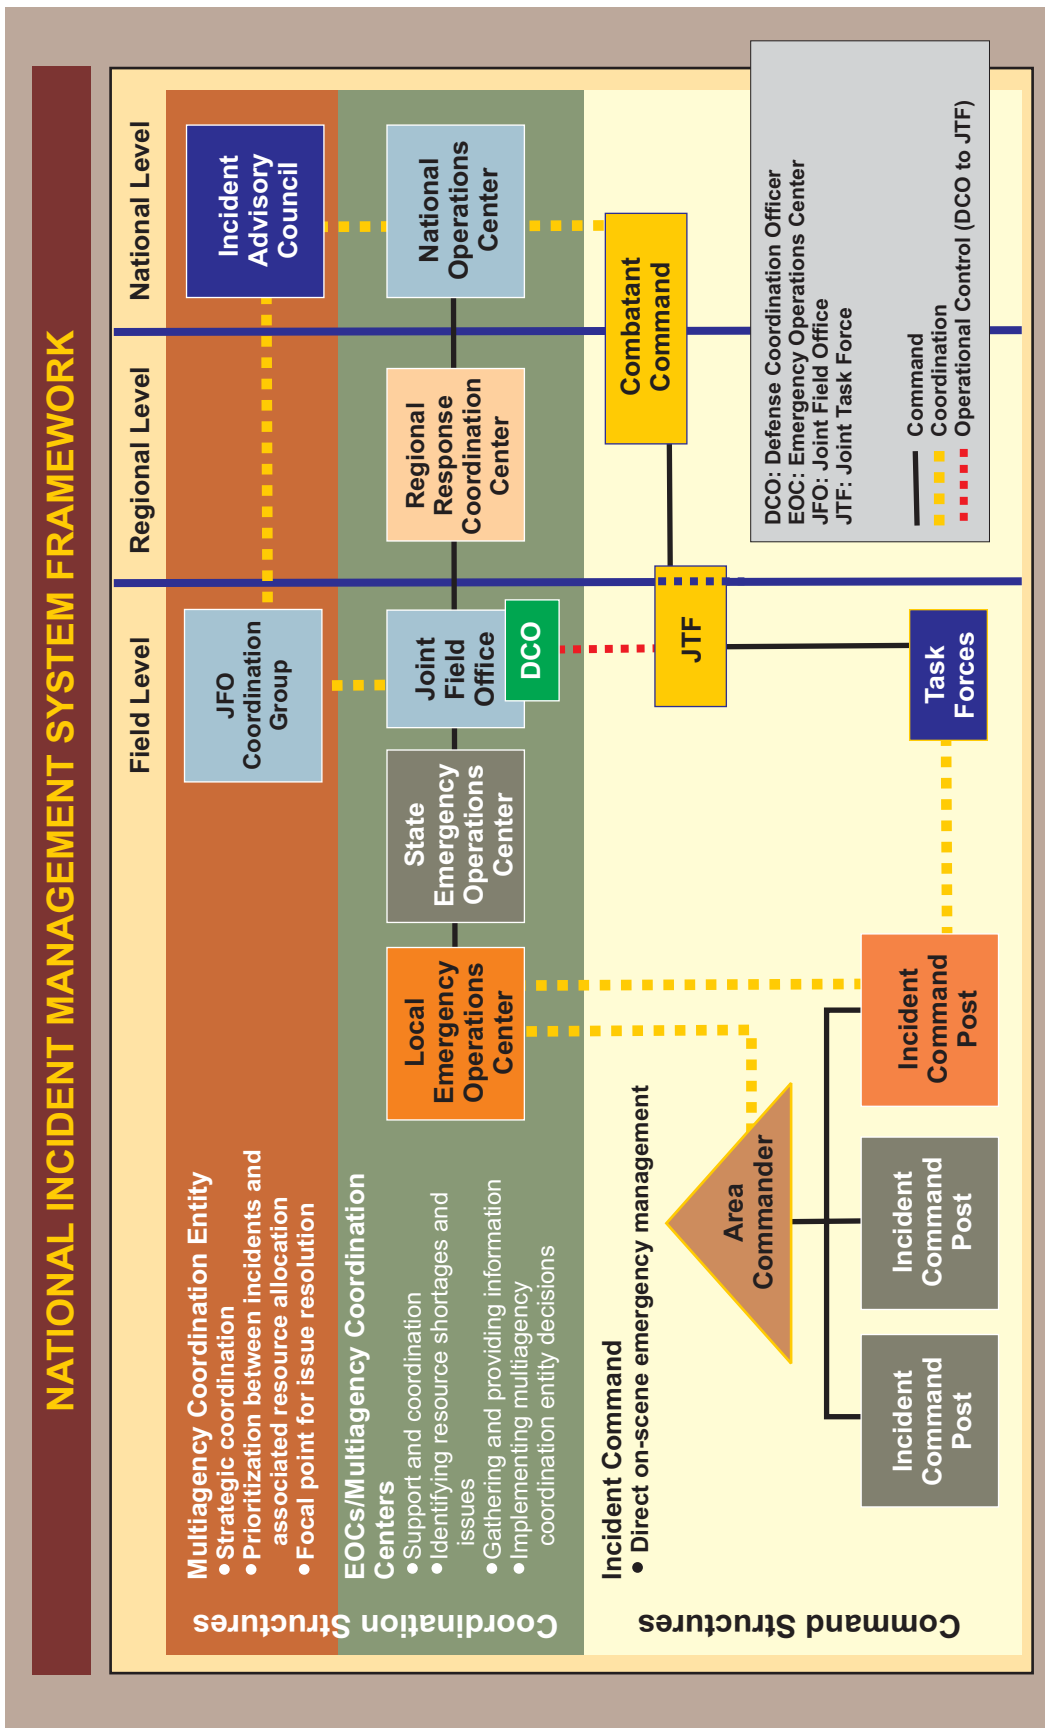 NATIONAL INCIDENT MANAGEMENT SYSTEM FRAMEWORK
Field Level
Regional Level
National Level
Coordination Structures
Multiagency Coordination Entity
● Strategic coordination
● Prioritization between incidents and
associated resource allocation
● Focal point for issue resolution
JFO
Coordination
Group
Incident
Advisory
Council
EOCs/Multiagency Coordination
Centers
● Support and coordination
● Identifying resource shortages and
issues
● Gathering and providing information
● Implementing multiagency
coordination entity decisions
Local
Emergency
Operations
Center
State
Emergency
Operations
Center
Joint
Field
Office
DCO
Regional
Response
Coordination
Center
National
Operations
Center
Command Structures
Incident Command
● Direct on-scene emergency management
Area
Commander
JTF
Combatant
Command
Incident
Command
Post
Incident
Command
Post
Incident
Command
Post
Task
Forces
DCO: Defense Coordination Officer
EOC: Emergency Operations Center
JFO: Joint Field Office
JTF: Joint Task Force
Command
Coordination
Operational Control (DCO to JTF)